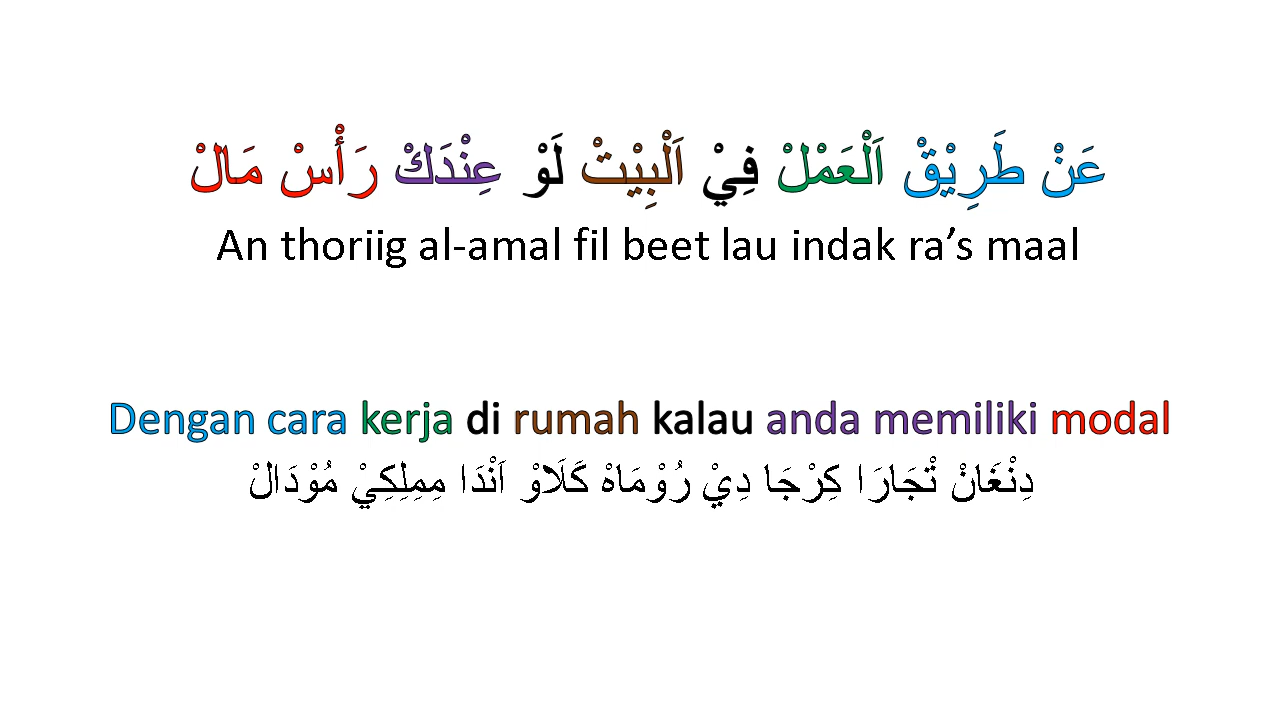 عَنْ طَرِيْقْ اَلْعَمْلْ فِيْ اَلْبِيْتْ لَوْ عِنْدَكْ رَأْسْ مَالْ
An thoriig al-amal fil beet lau indak ra’s maal
Dengan cara kerja di rumah kalau anda memiliki modal
دِنْغَانْ تْجَارَا كِرْجَا دِيْ رُوْمَاهْ كَلَاوْ اَنْدَا مِمِلِكِيْ مُوْدَالْ